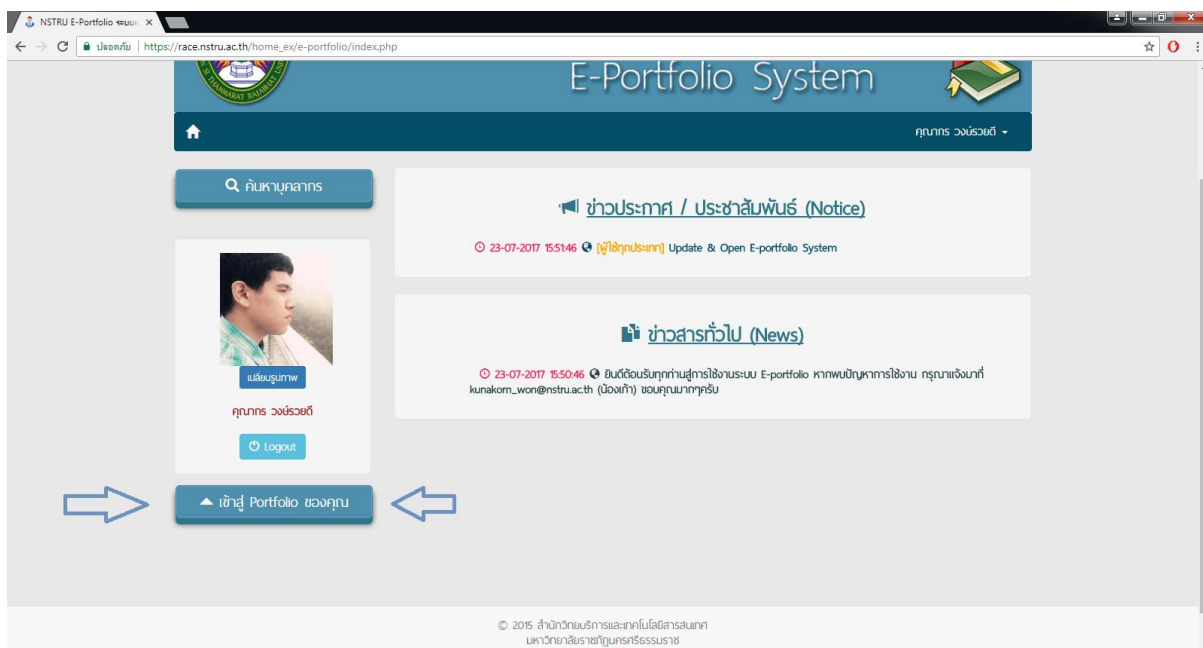 NSTRU E-Portfolio ระบบ
ปลอดภัย https://race.nstru.ac.th/home_ex/e-portfolio/index.php
E-Portfolio System
คุณากร วงษ์รวยดี
ค้นหาบุคลากร
ข่าวประกาศ / ประชาสัมพันธ์ (Notice)
23-07-2017 15:51:46 [ผู้ใช้ทุกประเภท] Update & Open E-portfolio System
เปลี่ยนรูปภาพ
คุณากร วงษ์รวยดี
Logout
ข่าวสารทั่วไป (News)
23-07-2017 15:50:46 ยินดีต้อนรับทุกท่านสู่การใช้งานระบบ E-portfolio หากพบปัญหาการใช้งาน กรุณาแจ้งมาที่
kunakorn_won@nstru.ac.th (น้องเก้า) ขอบคุณมากๆครับ
เข้าสู่ Portfolio ของคุณ
© 2015 สำนักวิทยบริการและเทคโนโลยีสารสนเทศ
มหาวิทยาลัยราชภัฏนครศรีธรรมราช